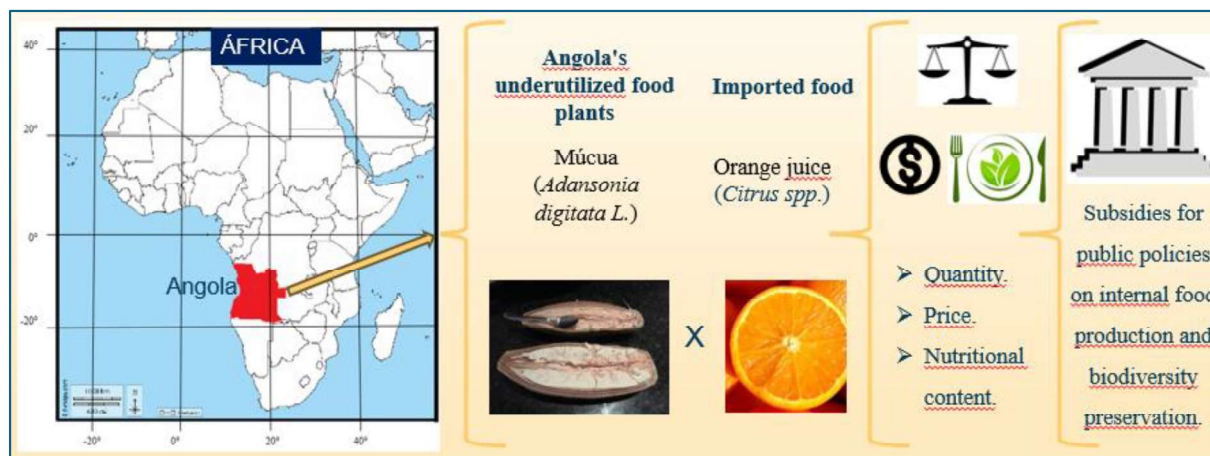 ÁFRICA
40°
20°
0°
-20°
Angola
-20°
0°
20°
40°
Angola's
underutilized food
plants
Múcua
(Adansonia
digitata L.)
Imported food
Orange juice
(Citrus spp.)
X
➢ Quantity.
➢ Price.
➢ Nutritional
content.
$
Subsidies for
public policies
on internal food
production and
biodiversity
preservation.